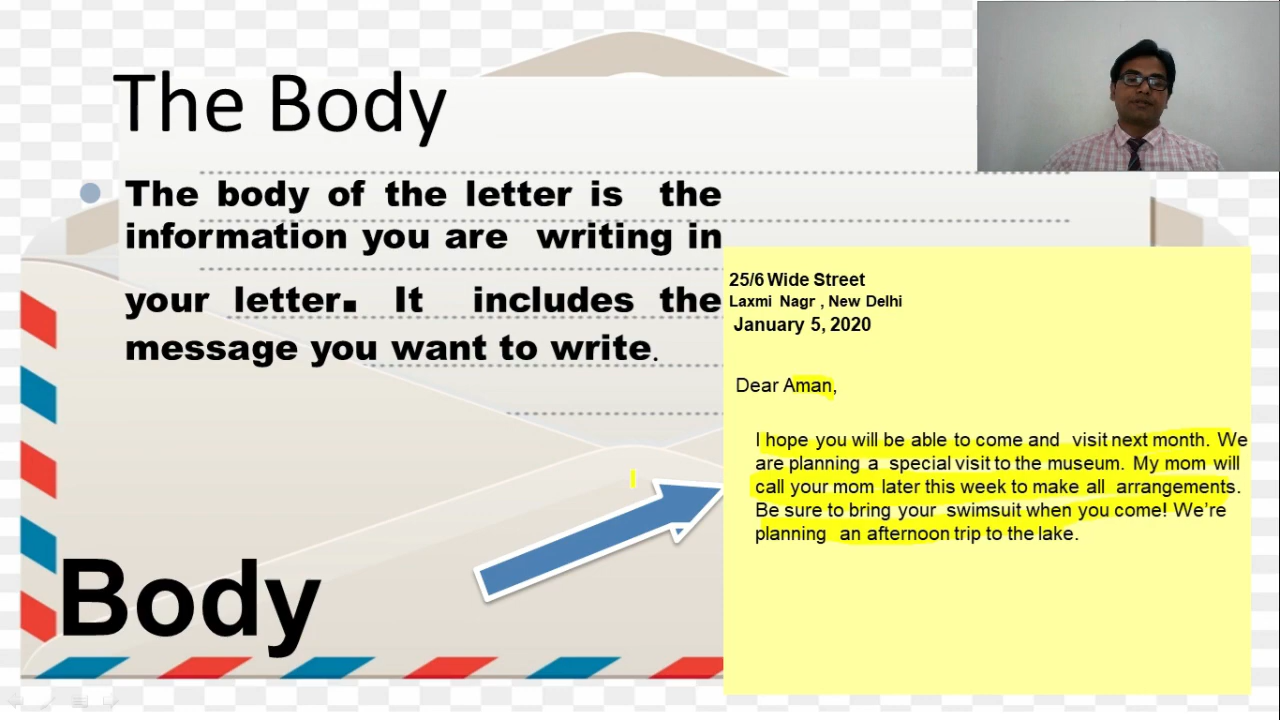 The Body
The body of the letter is the
information you are writing in
your letter. It includes the
message you want to write.
Body
25/6 Wide Street
Laxmi Nagr , New Delhi
January 5, 2020
Dear Aman,
I hope you will be able to come and visit next month. We
are planning a special visit to the museum. My mom will
call your mom later this week to make all arrangements.
Be sure to bring your swimsuit when you come! We’re
planning an afternoon trip to the lake.